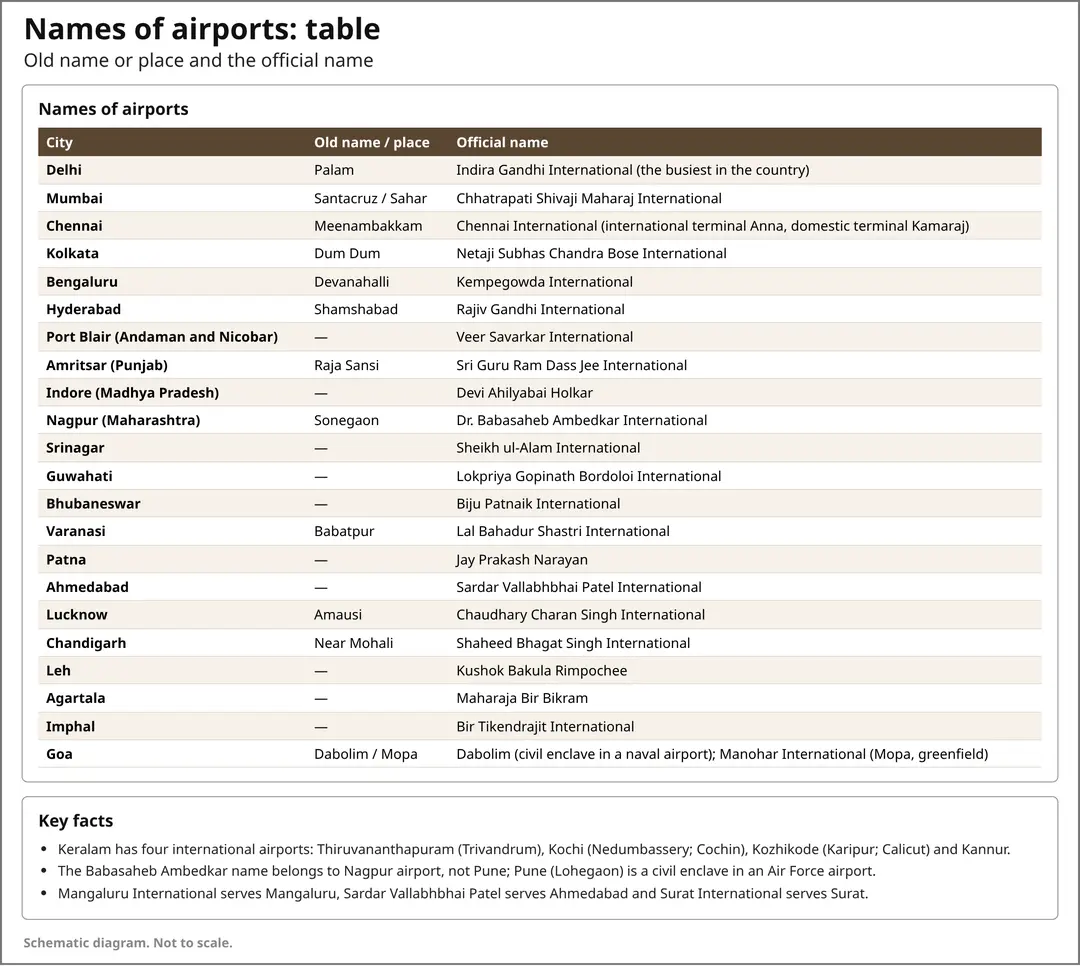 Names of airports: table
Old name or place and the official name
Names of airports
City Old name / place Official name
Delhi Palam Indira Gandhi International (the busiest in the country)
Mumbai Santacruz / Sahar Chhatrapati Shivaji Maharaj International
Chennai Meenambakkam Chennai International (international terminal Anna, domestic terminal Kamaraj)
Kolkata Dum Dum Netaji Subhas Chandra Bose International
Bengaluru Devanahalli Kempegowda International
Hyderabad Shamshabad Rajiv Gandhi International
Port Blair (Andaman and Nicobar) — Veer Savarkar International
Amritsar (Punjab) Raja Sansi Sri Guru Ram Dass Jee International
Indore (Madhya Pradesh) — Devi Ahilyabai Holkar
Nagpur (Maharashtra) Sonegaon Dr. Babasaheb Ambedkar International
Srinagar — Sheikh ul-Alam International
Guwahati — Lokpriya Gopinath Bordoloi International
Bhubaneswar — Biju Patnaik International
Varanasi Babatpur Lal Bahadur Shastri International
Patna — Jay Prakash Narayan
Ahmedabad — Sardar Vallabhbhai Patel International
Lucknow Amausi Chaudhary Charan Singh International
Chandigarh Near Mohali Shaheed Bhagat Singh International
Leh — Kushok Bakula Rimpochee
Agartala — Maharaja Bir Bikram
Imphal — Bir Tikendrajit International
Goa Dabolim / Mopa Dabolim (civil enclave in a naval airport); Manohar International (Mopa, greenfield)
Key facts
• Keralam has four international airports: Thiruvananthapuram (Trivandrum), Kochi (Nedumbassery; Cochin), Kozhikode (Karipur; Calicut) and Kannur.
• The Babasaheb Ambedkar name belongs to Nagpur airport, not Pune; Pune (Lohegaon) is a civil enclave in an Air Force airport.
• Mangaluru International serves Mangaluru, Sardar Vallabhbhai Patel serves Ahmedabad and Surat International serves Surat.
Schematic diagram. Not to scale.